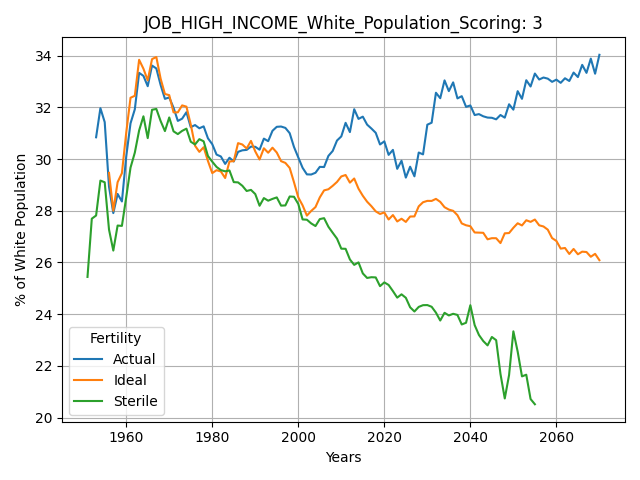 JOB_HIGH_INCOME_White_Population_Scoring: 3
34
32
30
28
26
24
22
20
% of White Population
Fertility
Actual
Ideal
Sterile
1960
1980
2000
2020
2040
2060
Years